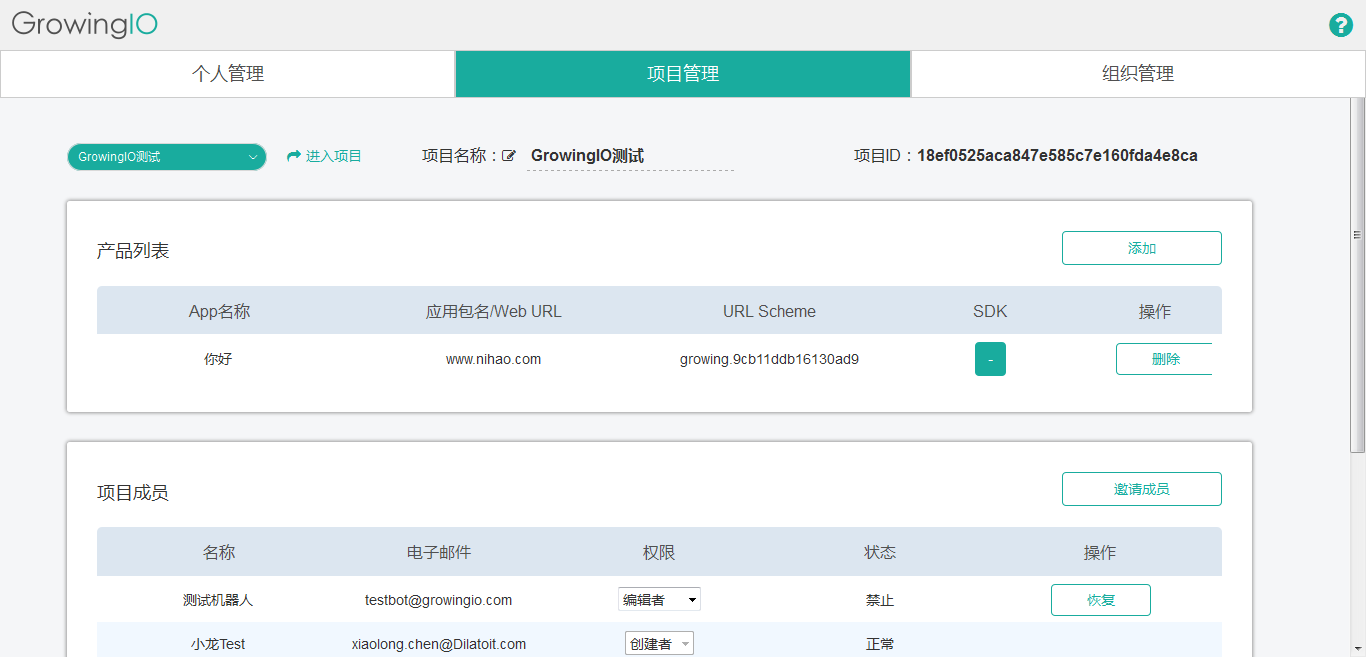 GrowingIO
?
个人管理 项目管理 组织管理
GrowingIO测试 进入项目 项目名称： GrowingIO测试 项目ID：18ef0525aca847e585c7e160fda4e8ca
产品列表 添加
App名称 应用包名/Web URL URL Scheme SDK 操作
你好 www.nihao.com growing.9cb11ddb16130ad9 - 删除
项目成员 邀请成员
名称 电子邮件 权限 状态 操作
测试机器人 testbot@growingio.com 编辑者 禁止 恢复
小龙Test xiaolong.chen@Dilatoit.com 创建者 正常